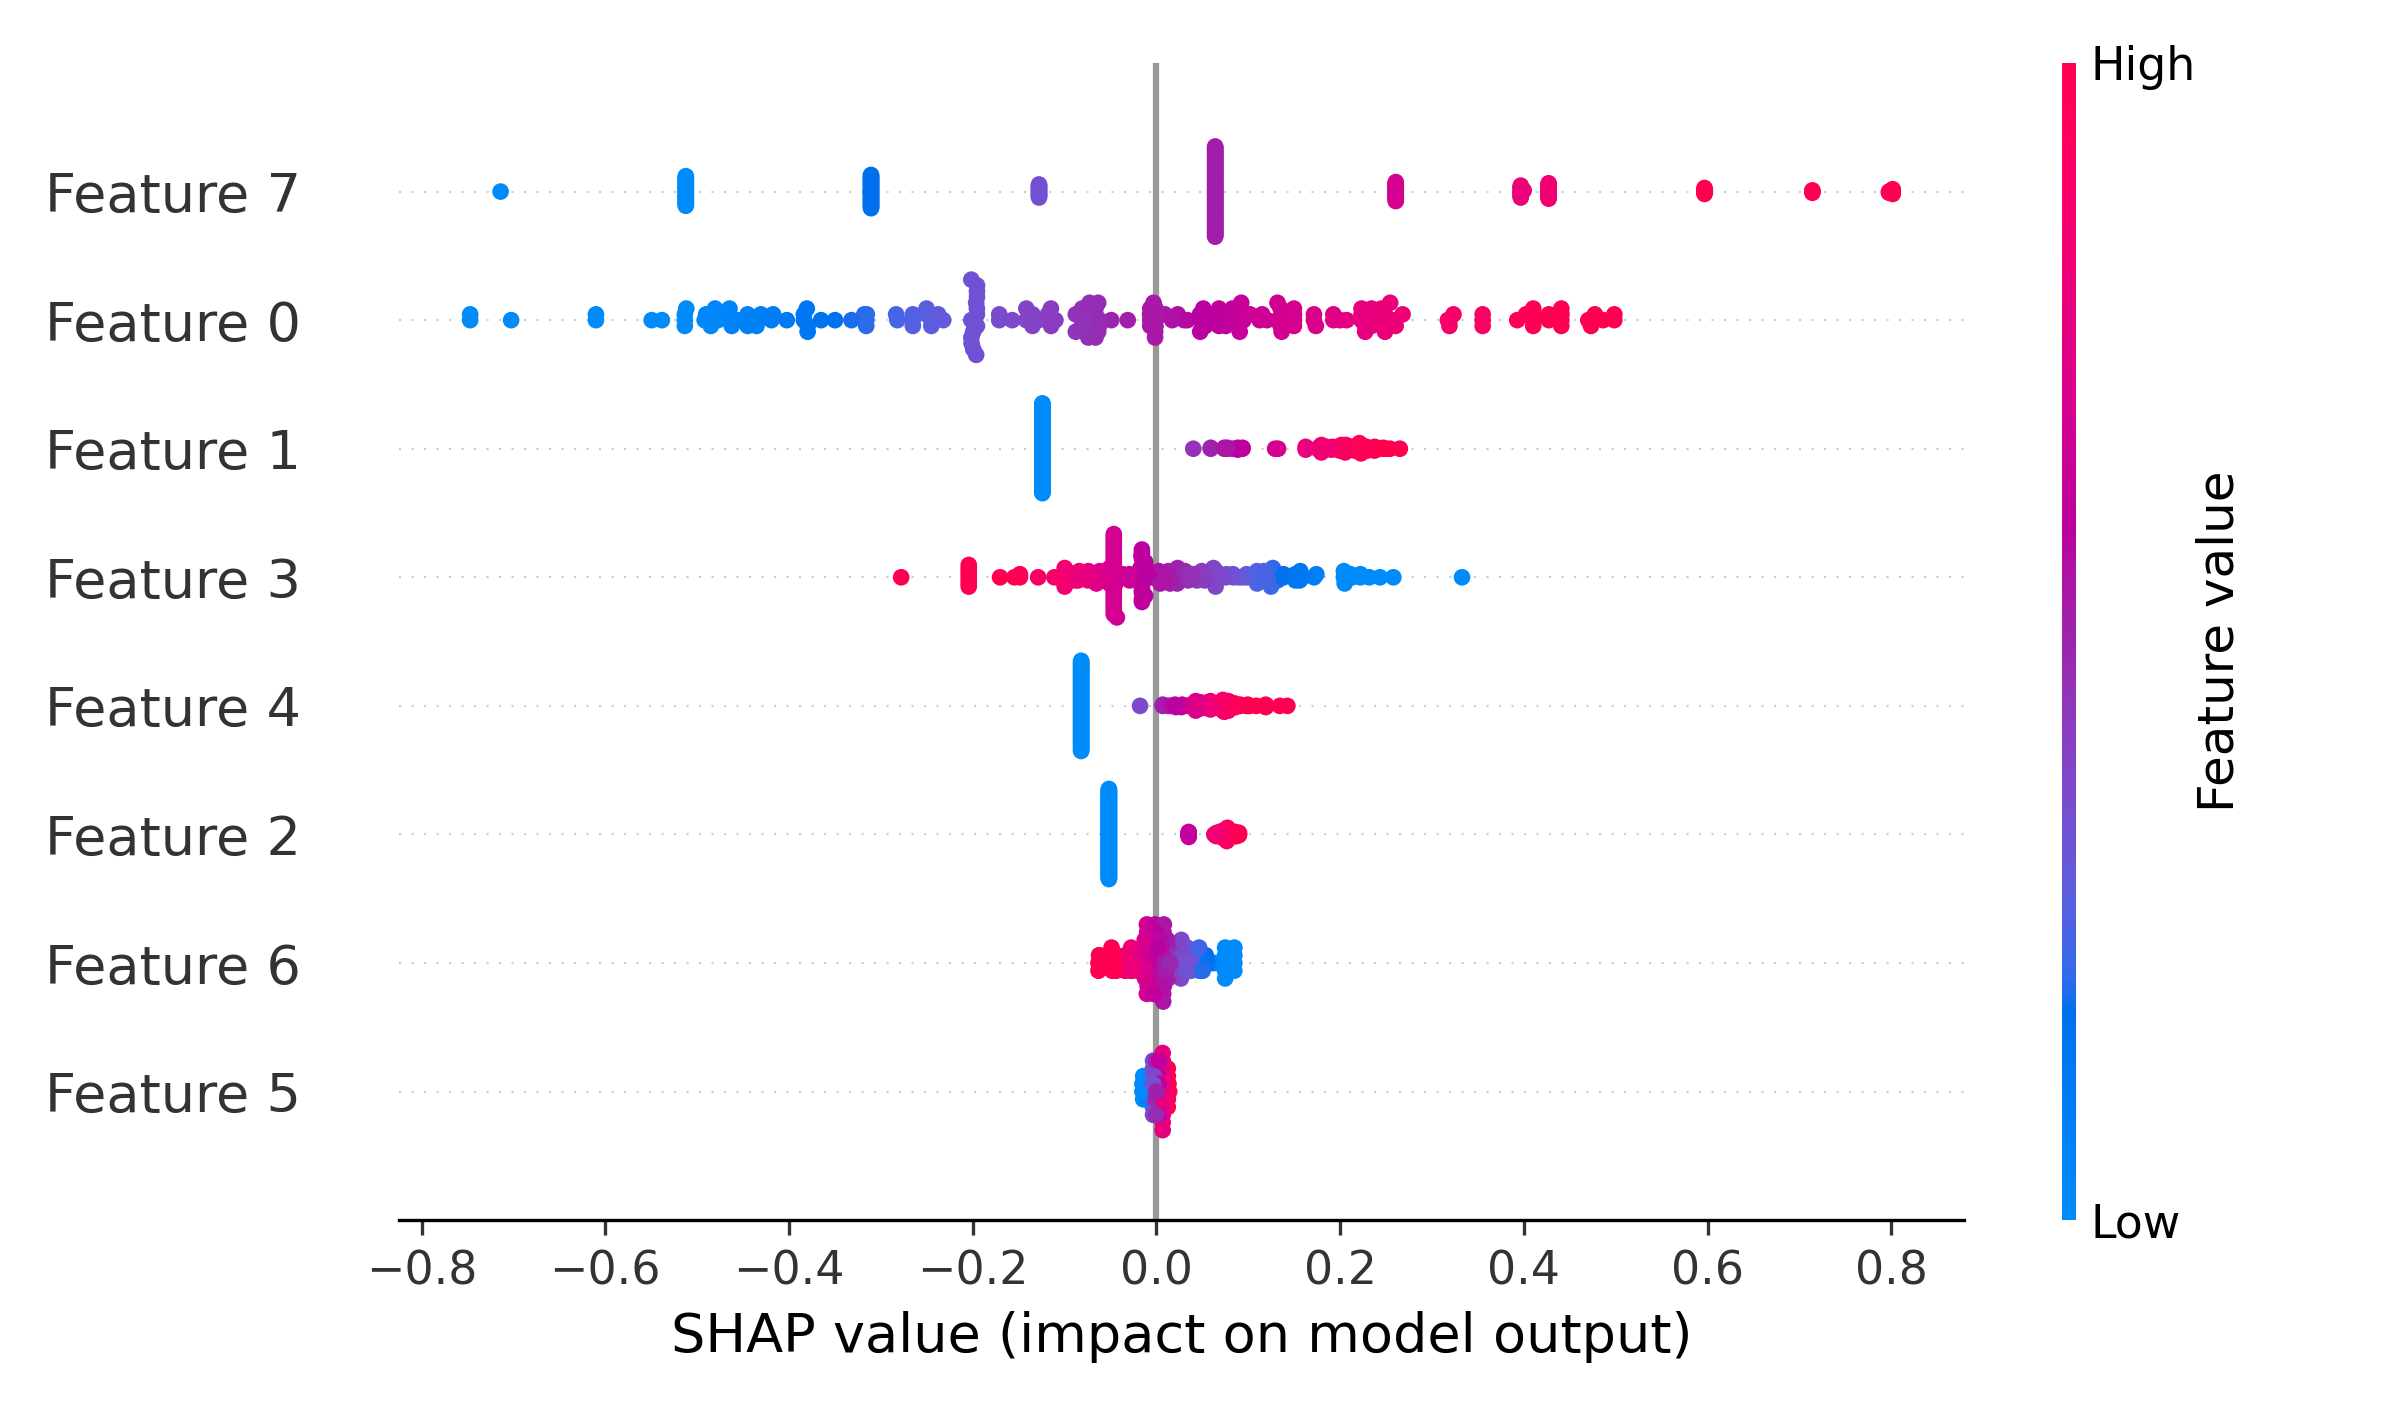 High
Feature 7
Feature 0
Feature 1
Feature 3
Feature 4
Feature 2
Feature 6
Feature 5
Feature value
Low
−0.8 −0.6 −0.4 −0.2 0.0 0.2 0.4 0.6 0.8
SHAP value (impact on model output)